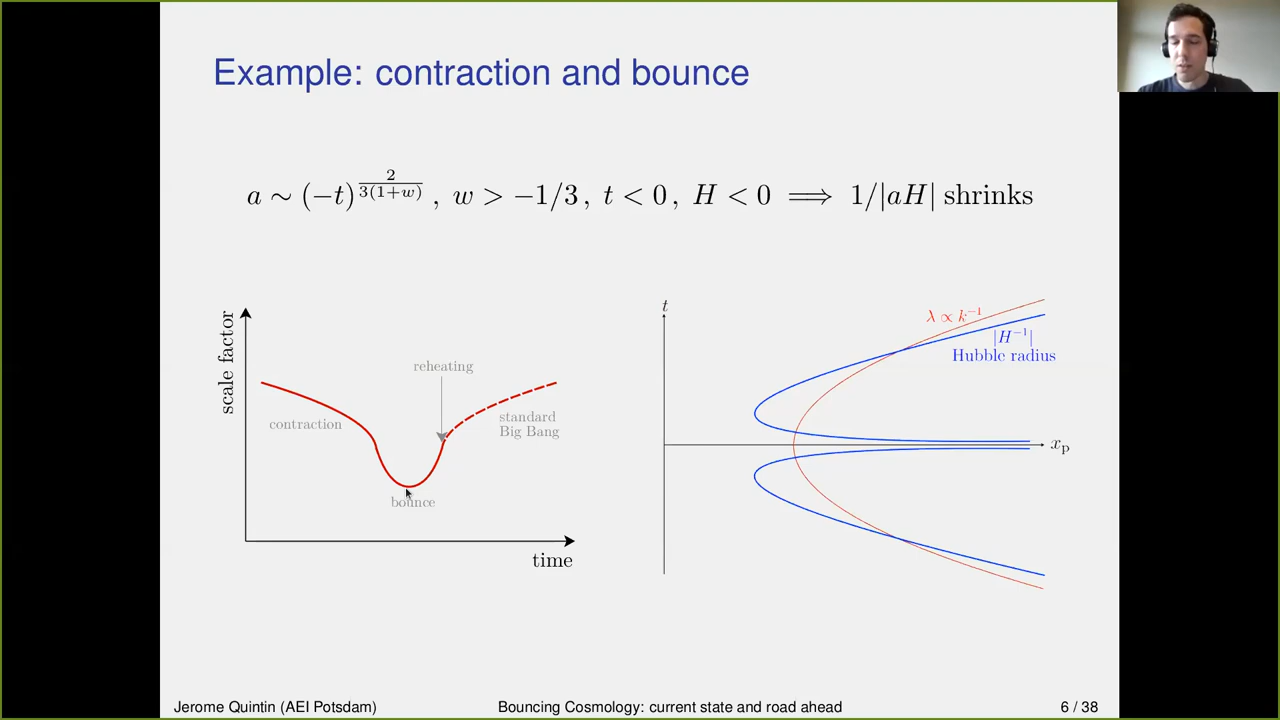 Example: contraction and bounce
a ∼ (−t)^{2/(3(1+w))} , w > −1/3 , t < 0 , H < 0 ⟹ 1/|aH| shrinks
scale factor
reheating
contraction
standard
Big Bang
bounce
time
t
λ ∝ k⁻¹
|H⁻¹|
Hubble radius
xₚ
Jerome Quintin (AEI Potsdam)
Bouncing Cosmology: current state and road ahead
6 / 38